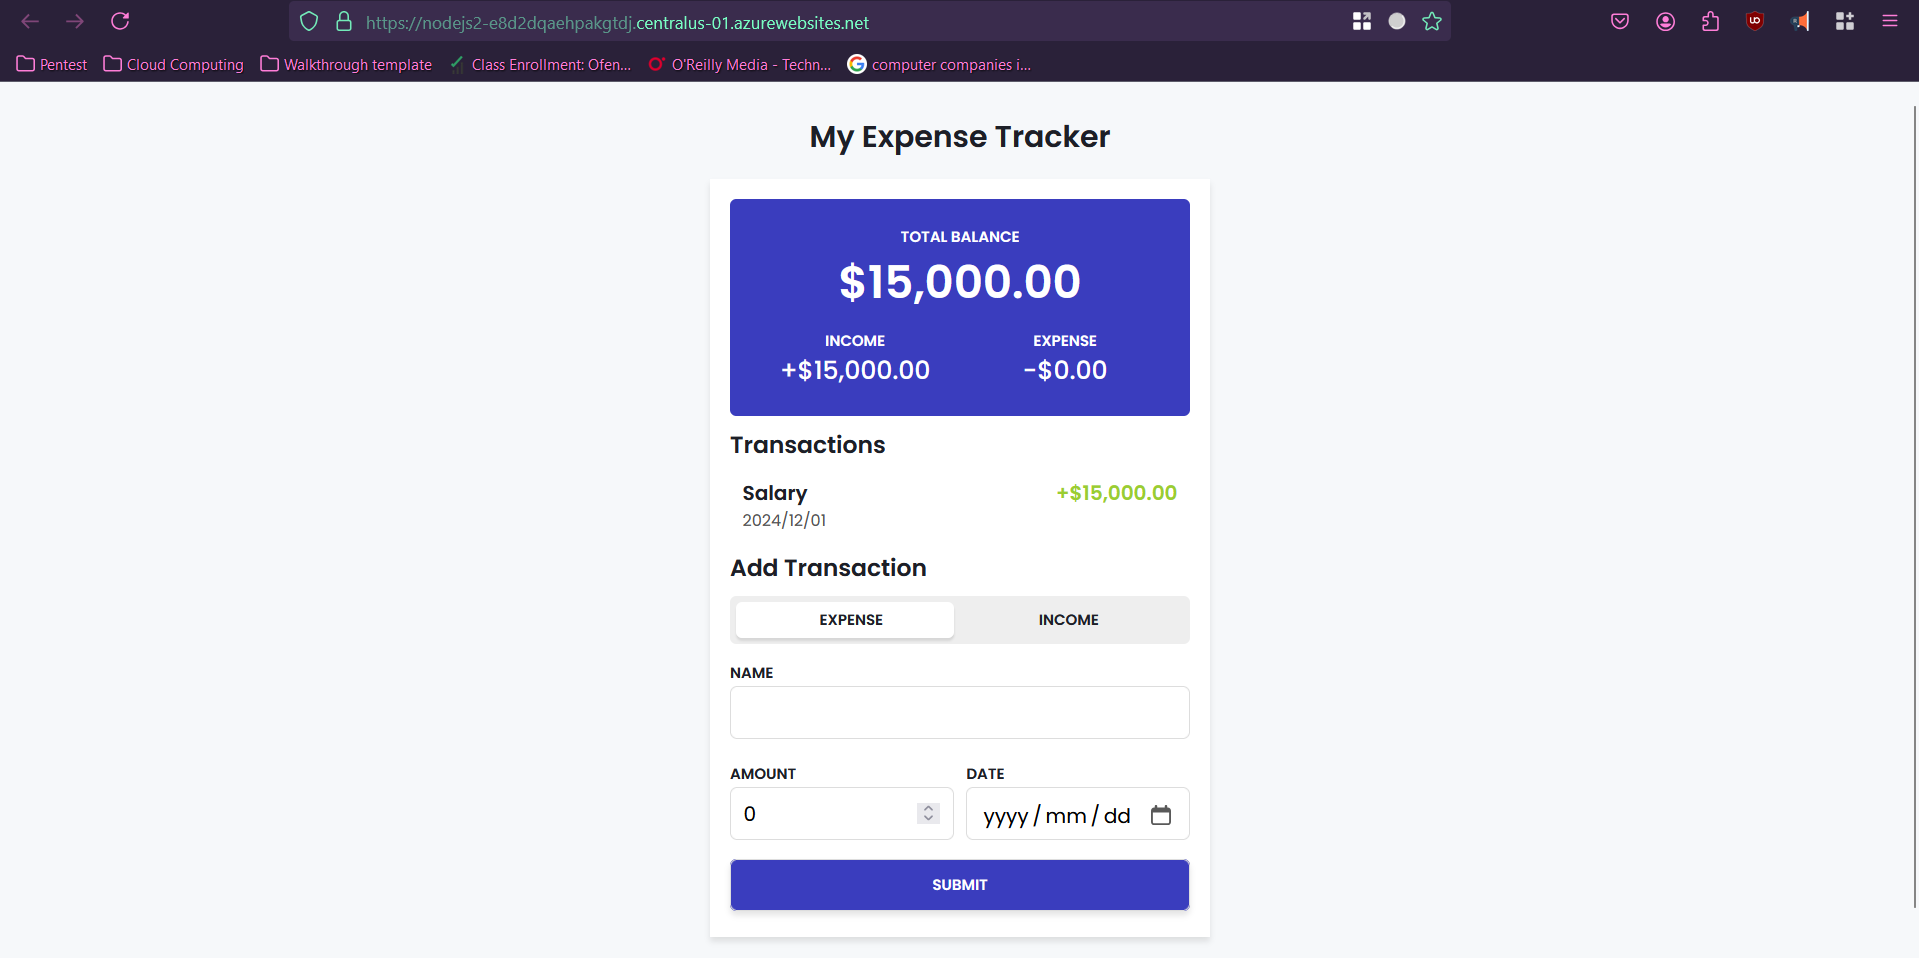 https://nodejs2-e8d2dqaehpakgtdj.centralus-01.azurewebsites.net
Pentest Cloud Computing Walkthrough template Class Enrollment: Ofen... O'Reilly Media - Techn... computer companies i...
My Expense Tracker
TOTAL BALANCE
$15,000.00
INCOME EXPENSE
+$15,000.00 -$0.00
Transactions
Salary +$15,000.00
2024/12/01
Add Transaction
EXPENSE INCOME
NAME
AMOUNT DATE
0 yyyy/mm/dd
SUBMIT